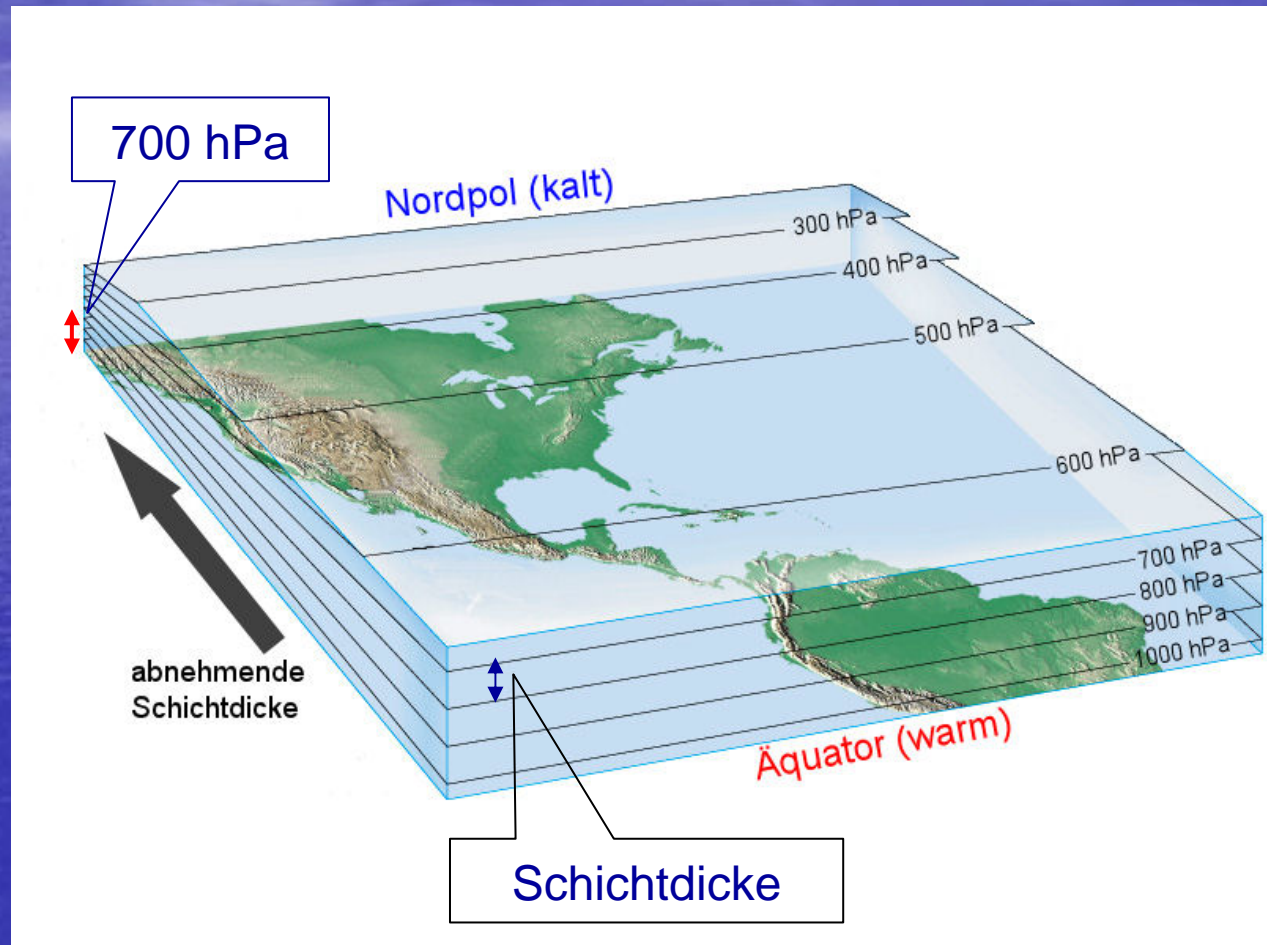 700 hPa
Nordpol (kalt)
300 hPa
400 hPa
500 hPa
600 hPa
700 hPa
800 hPa
900 hPa
1000 hPa
abnehmende
Schichtdicke
Äquator (warm)
Schichtdicke